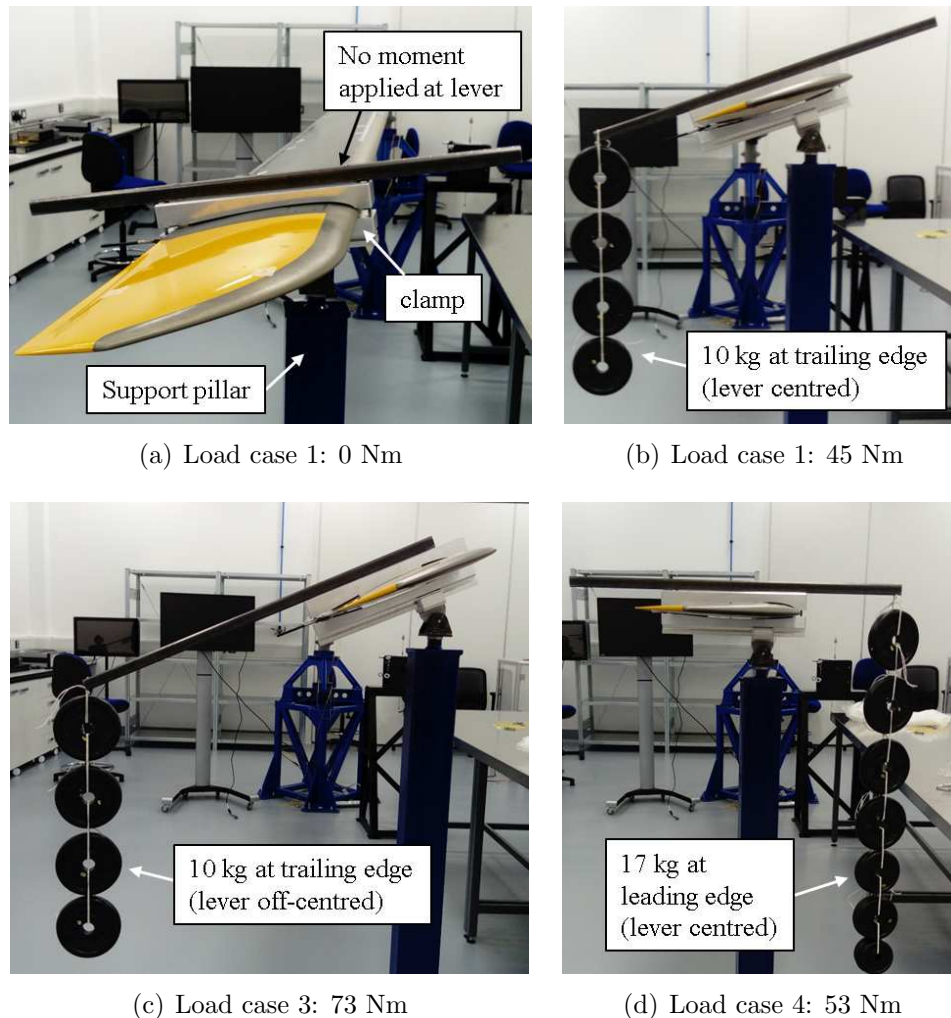 No moment
applied at lever
clamp
Support pillar
10 kg at trailing edge
(lever centred)
(a) Load case 1: 0 Nm
(b) Load case 1: 45 Nm
10 kg at trailing edge
(lever off-centred)
17 kg at
leading edge
(lever centred)
(c) Load case 3: 73 Nm
(d) Load case 4: 53 Nm